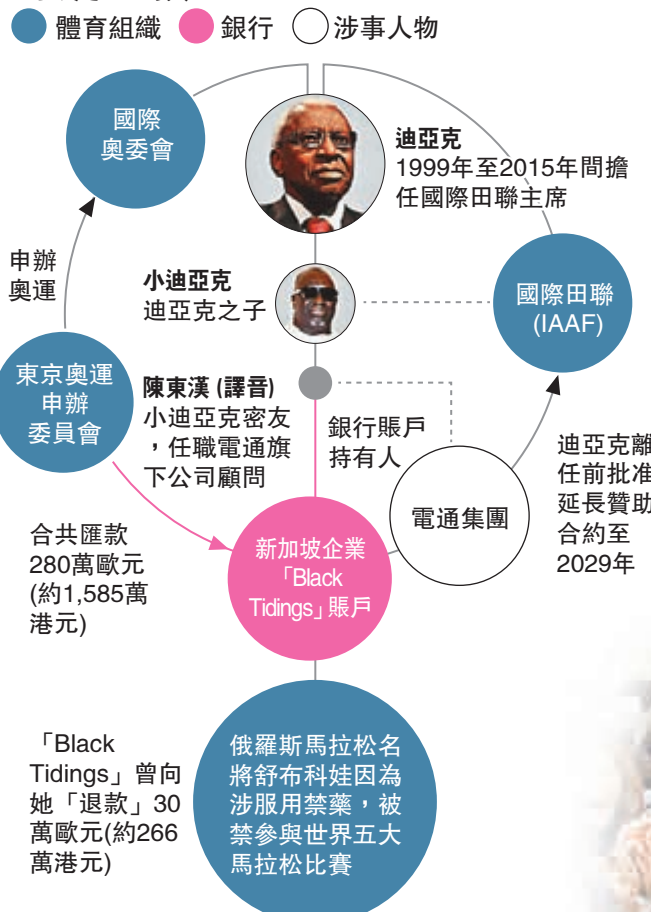 體育組織 銀行 涉事人物
國際
奧委會
迪亞克
1999年至2015年間擔
任國際田聯主席
申辦
奧運
小迪亞克
迪亞克之子
國際田聯
(IAAF)
東京奧運
申辦
委員會
陳東漢 (譯音)
小迪亞克密友
，任職電通旗
下公司顧問
銀行賬戶
持有人
電通集團
迪亞克離
任前批准
延長贊助
合約至
2029年
合共匯款
280萬歐元
(約1,585萬
港元)
新加坡企業
「Black
Tidings」賬戶
「Black
Tidings」曾向
她「退款」30
萬歐元(約266
萬港元)
俄羅斯馬拉松名
將舒布科娃因為
涉服用禁藥，被
禁參與世界五大
馬拉松比賽